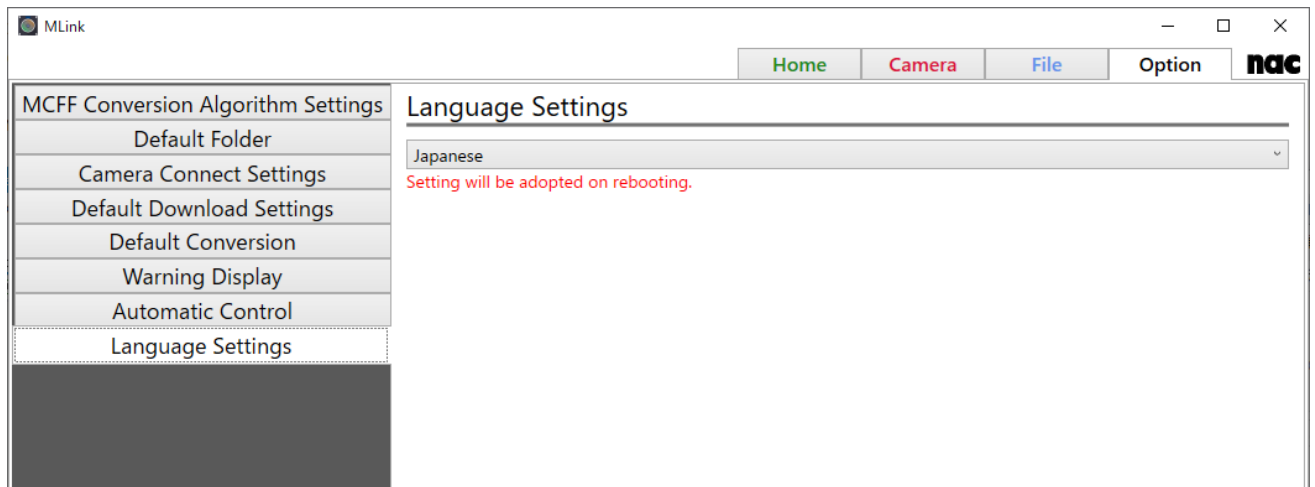 MLink
Home Camera File Option nac
MCFF Conversion Algorithm Settings
Default Folder
Camera Connect Settings
Default Download Settings
Default Conversion
Warning Display
Automatic Control
Language Settings
Language Settings
Japanese
Setting will be adopted on rebooting.